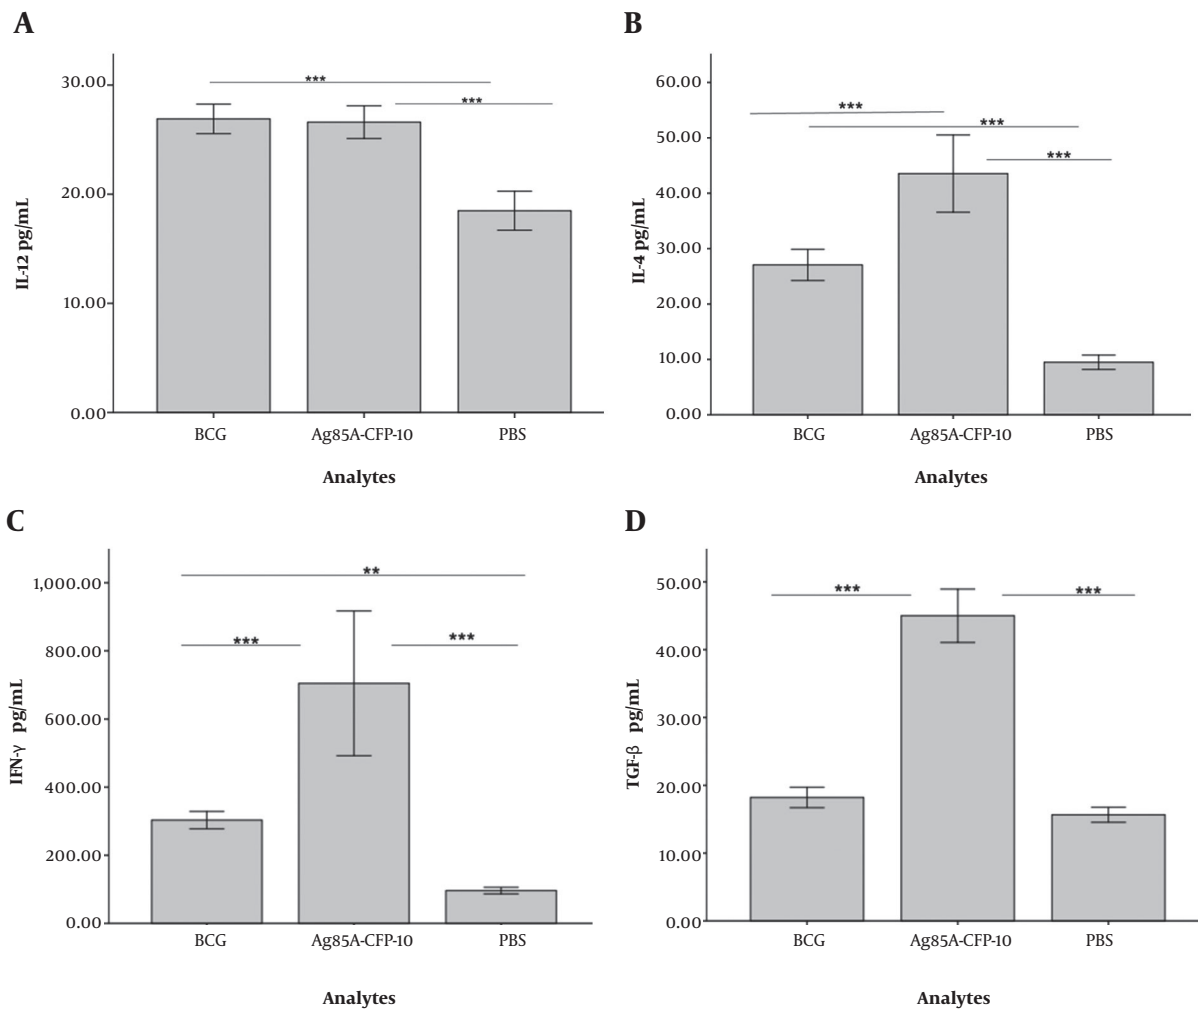 A
30.00
20.00
10.00
0.00
IL-12 pg/mL
***
***
BCG
Ag85A-CFP-10
PBS
Analytes
B
60.00
50.00
40.00
30.00
20.00
10.00
0.00
IL-4 pg/mL
***
***
***
BCG
Ag85A-CFP-10
PBS
Analytes
C
1,000.00
800.00
600.00
400.00
200.00
0.00
IFN-γ pg/mL
**
***
***
BCG
Ag85A-CFP-10
PBS
Analytes
D
50.00
40.00
30.00
20.00
10.00
0.00
TGF-β pg/mL
***
***
BCG
Ag85A-CFP-10
PBS
Analytes